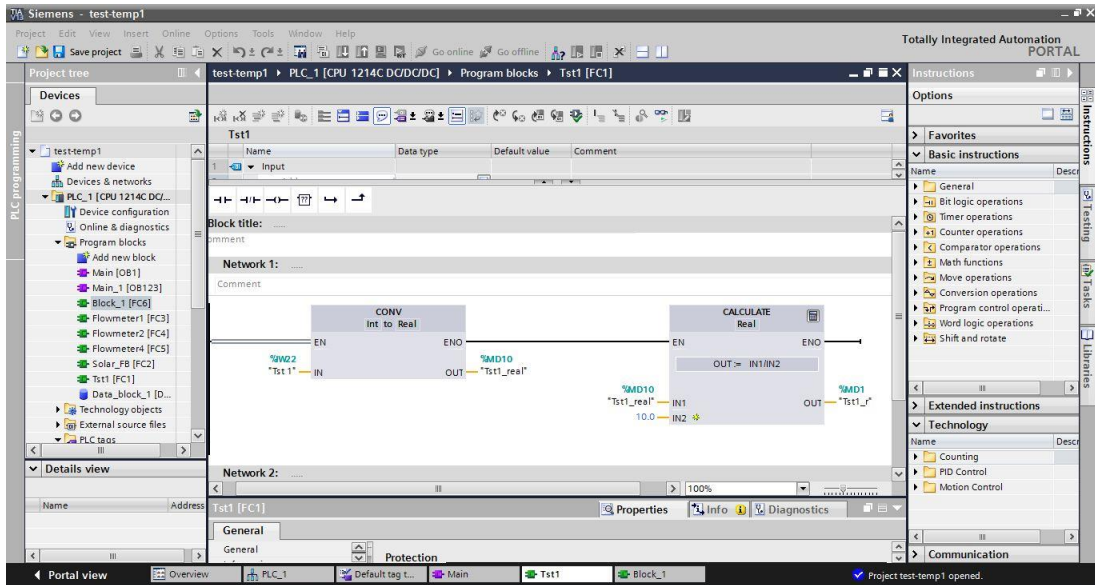 Siemens - test-temp1
Project Edit View Insert Online Options Tools Window Help
Totally Integrated Automation
PORTAL
Save project
Go online
Go offline
Project tree
test-temp1 ▸ PLC_1 [CPU 1214C DC/DC/DC] ▸ Program blocks ▸ Tst1 [FC1]
Instructions
Devices
Options
PLC programming
test-temp1
Add new device
Devices & networks
PLC_1 [CPU 1214C DC/...
Device configuration
Online & diagnostics
Program blocks
Add new block
Main [OB1]
Main_1 [OB123]
Block_1 [FC6]
Flowmeter1 [FC3]
Flowmeter2 [FC4]
Flowmeter4 [FC5]
Solar_FB [FC2]
Tst1 [FC1]
Data_block_1 [D...
Technology objects
External source files
PLC tags
Details view
Name Address
Tst1
Name Data type Default value Comment
1 Input
Block title: .....
omment
Network 1: .....
Comment
CONV
Int to Real
EN ENO
%IW22
"Tst 1" IN
%MD10
OUT "Tst1_real"
CALCULATE
Real
EN ENO
OUT := IN1/IN2
%MD10
"Tst1_real" IN1
10.0 IN2
%MD1
OUT "Tst1_r"
Network 2: .....
100%
Tst1 [FC1]
Properties
Info
Diagnostics
General
General
Protection
Favorites
Basic instructions
Name Descr
General
Bit logic operations
Timer operations
Counter operations
Comparator operations
Math functions
Move operations
Conversion operations
Program control operati...
Word logic operations
Shift and rotate
Extended instructions
Technology
Name Descr
Counting
PID Control
Motion Control
Communication
Instructions
Testing
Tasks
Libraries
Portal view
Overview
PLC_1
Default tag t...
Main
Tst1
Block_1
Project test-temp1 opened.